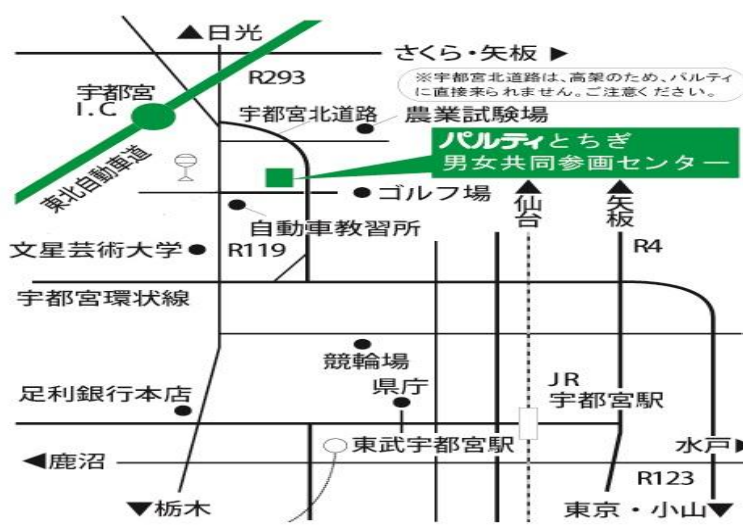 ▲日光
さくら・矢板 ▶
R293
※宇都宮北道路は、高架のため、パルティ
に直接来られません。ご注意ください。
宇都宮
I.C
宇都宮北道路
農業試験場
パルティとちぎ
男女共同参画センター
東北自動車道
ゴルフ場
▲仙台
▲矢板
自動車教習所
文星芸術大学
R119
R4
宇都宮環状線
競輪場
JR
宇都宮駅
県庁
足利銀行本店
東武宇都宮駅
水戸▶
◀鹿沼
R123
▼栃木
東京・小山▼